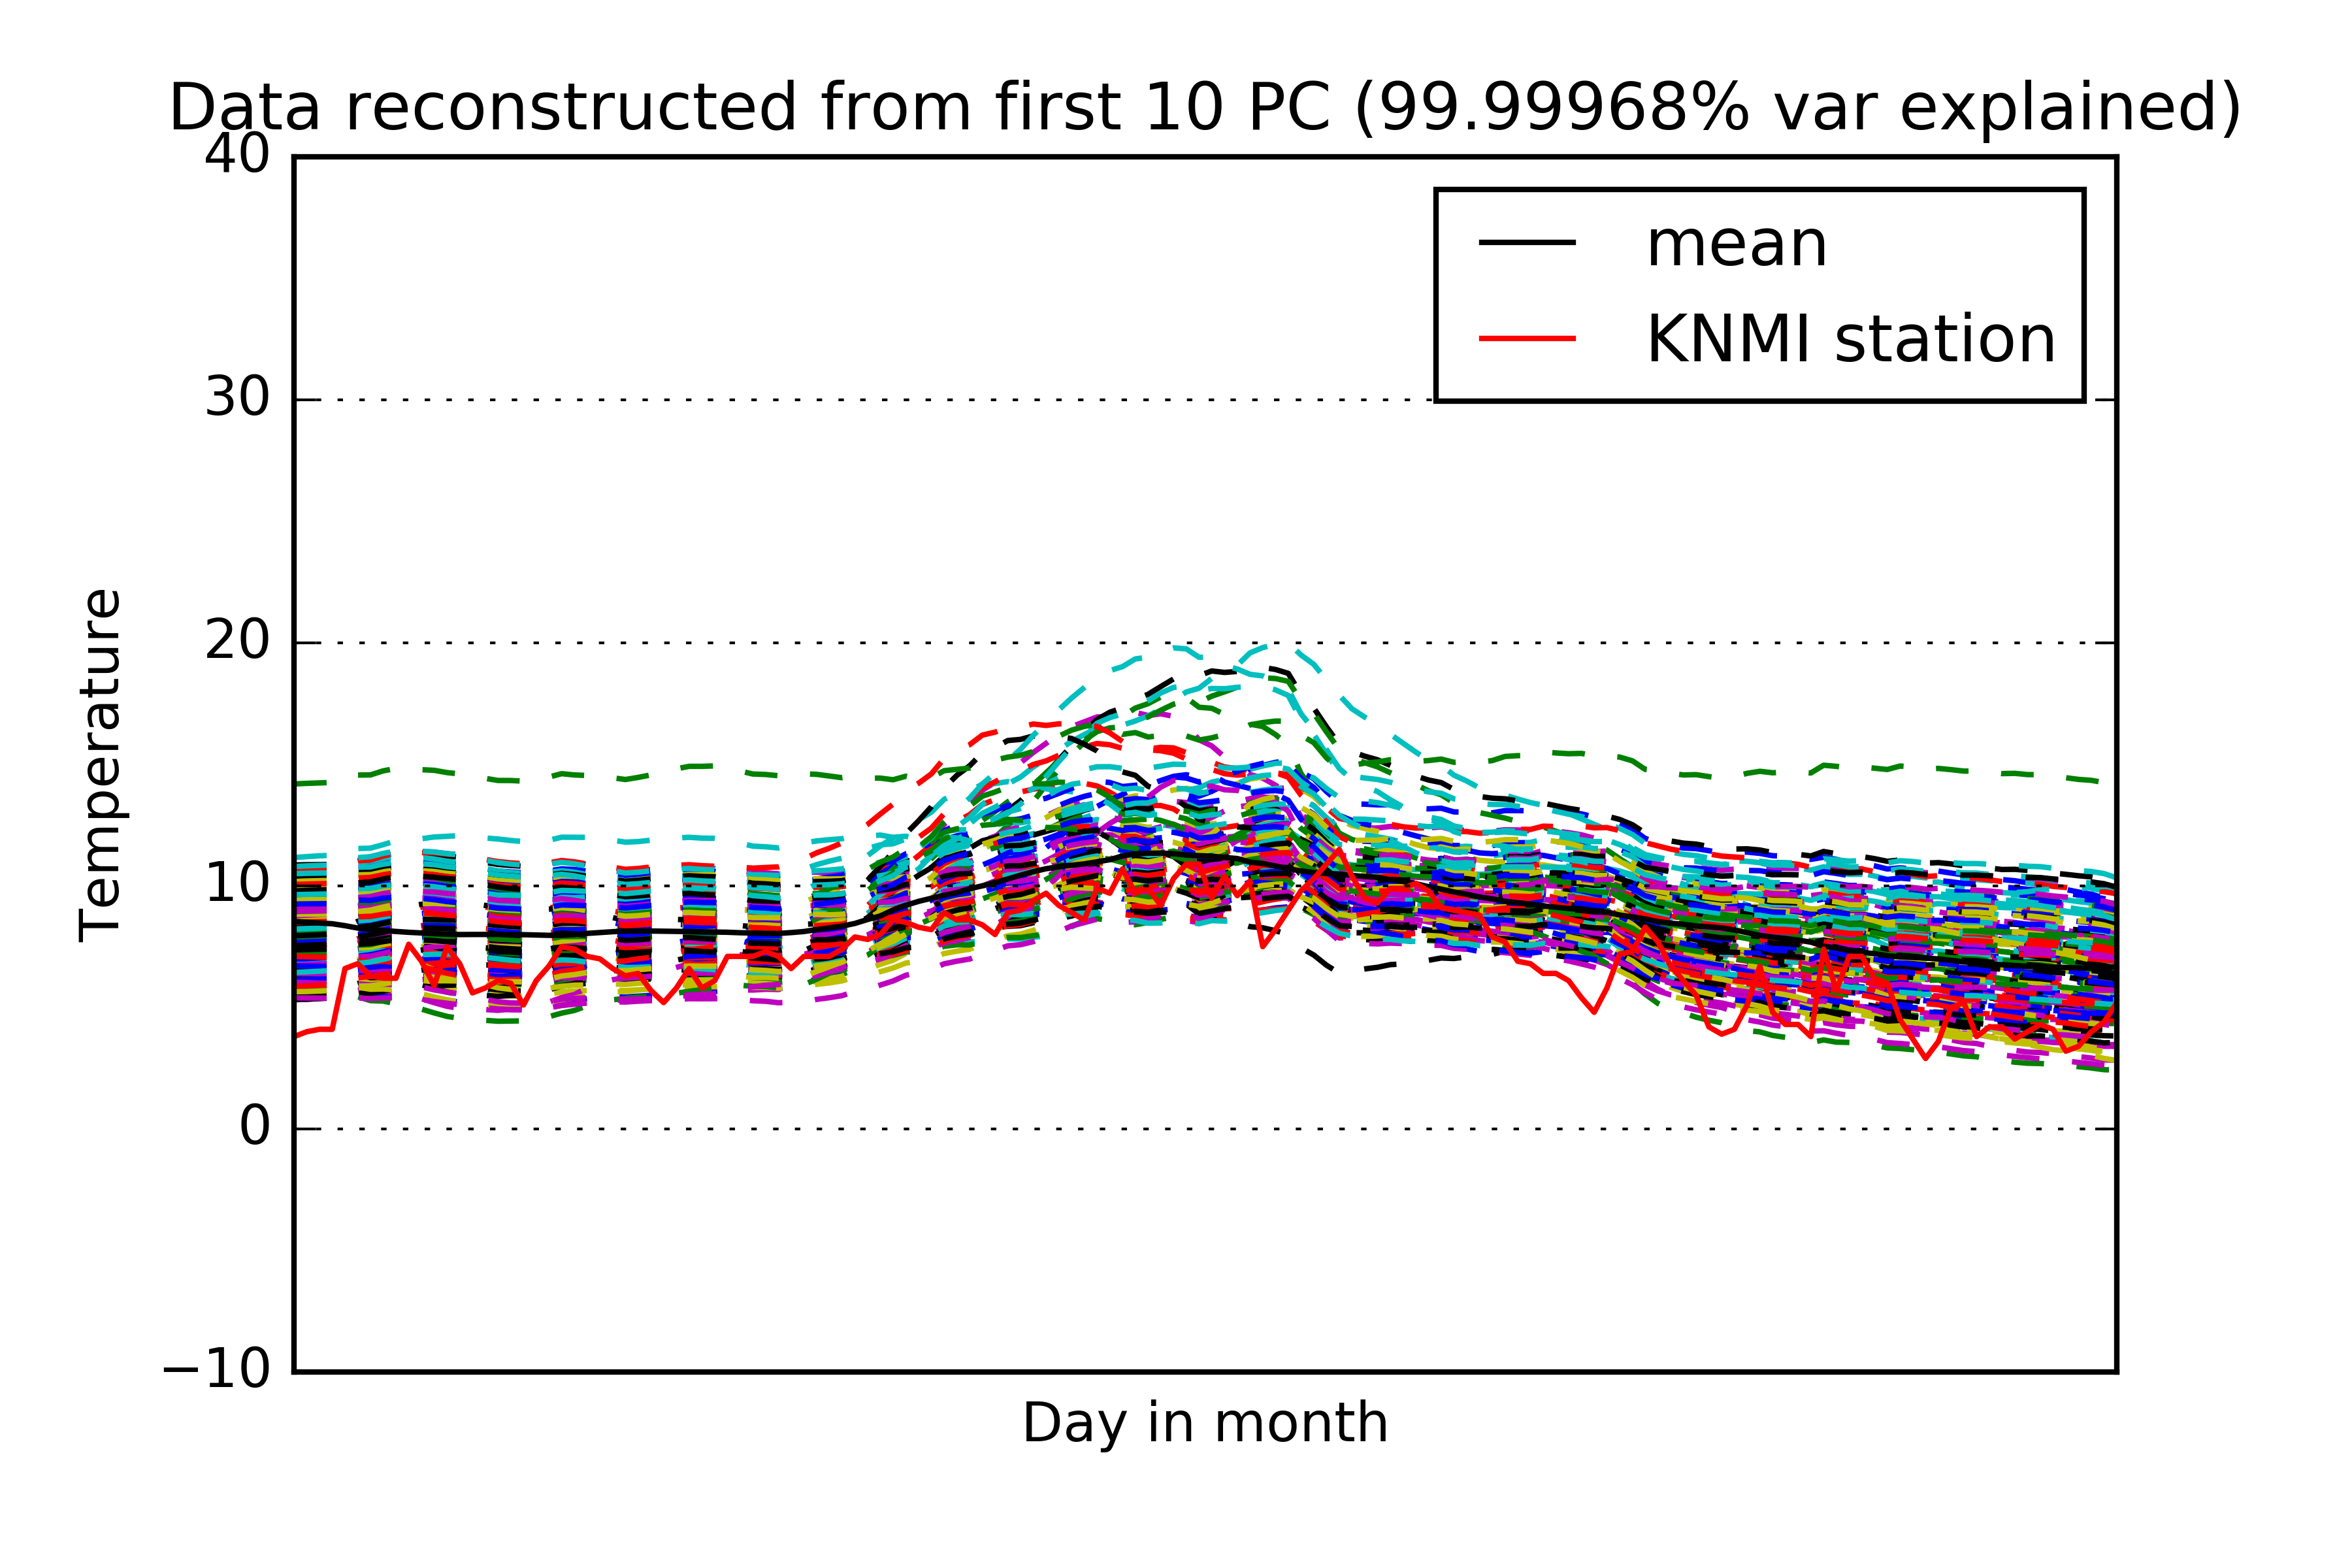 Data reconstructed from first 10 PC (99.99968% var explained)
40
30
20
10
0
−10
Temperature
mean
KNMI station
Day in month